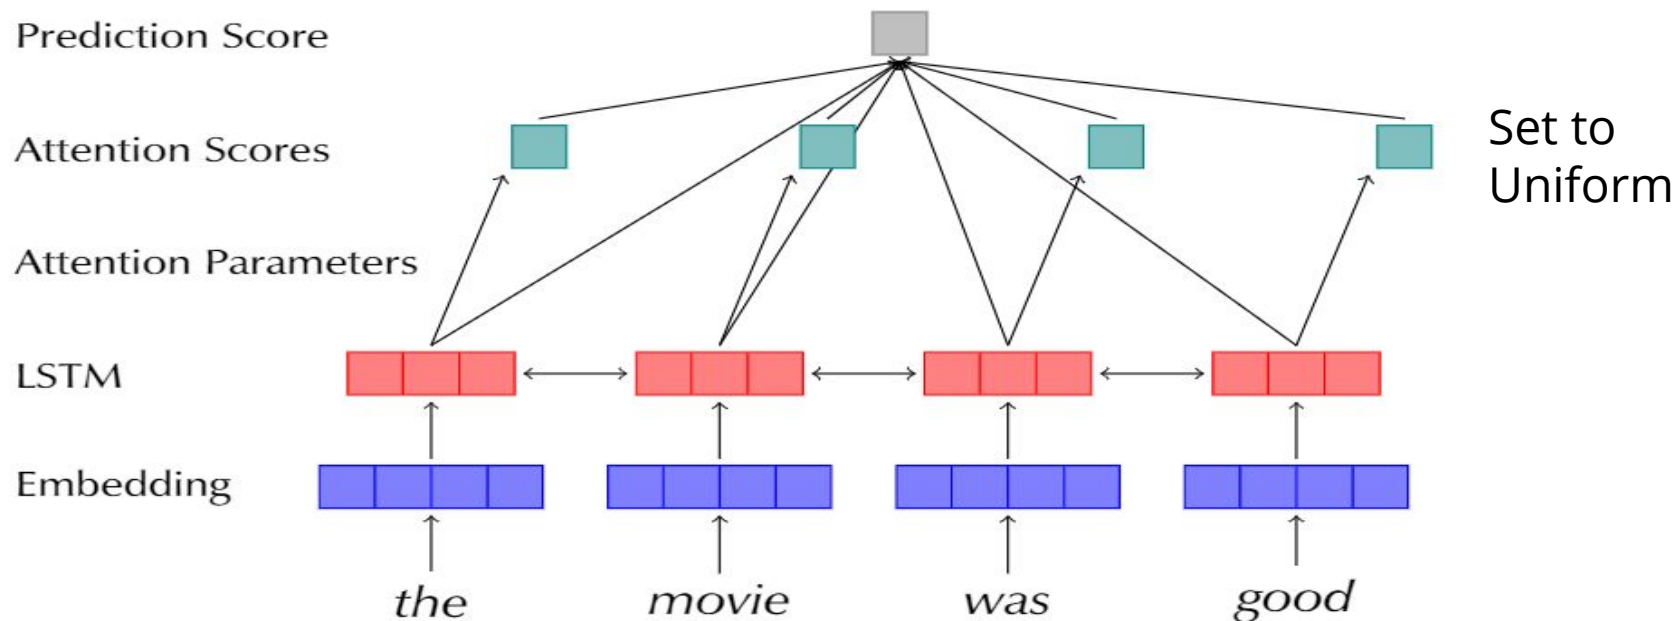 Prediction Score
Attention Scores
Set to
Uniform
Attention Parameters
LSTM
Embedding
the movie was good